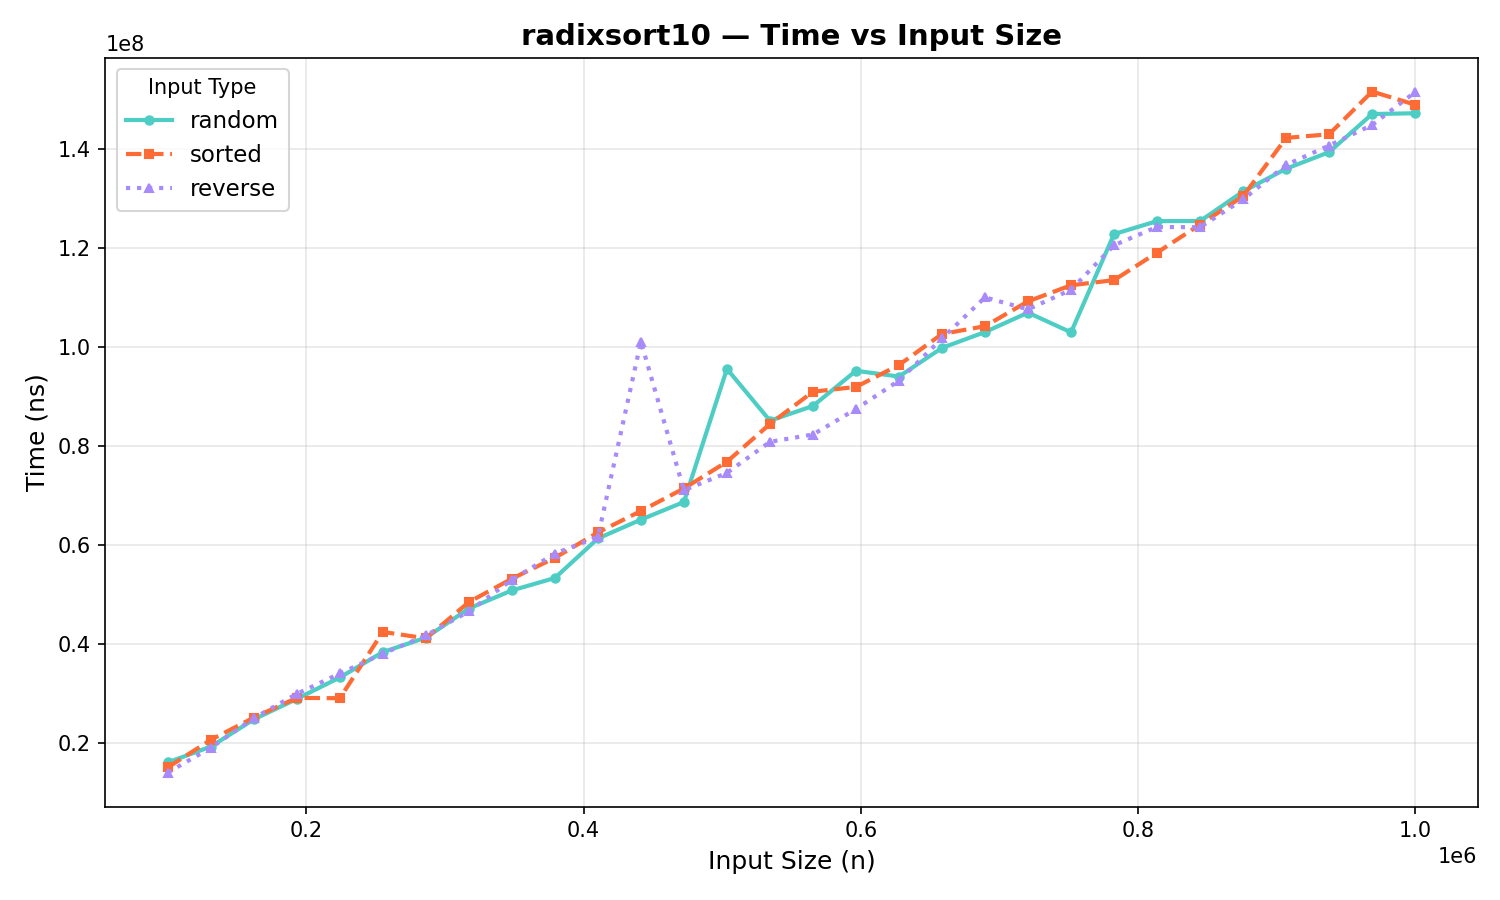 radixsort10 — Time vs Input Size
1e8
Input Type
random
sorted
reverse
1.4
1.2
1.0
0.8
0.6
0.4
0.2
Time (ns)
0.2 0.4 0.6 0.8 1.0
1e6
Input Size (n)